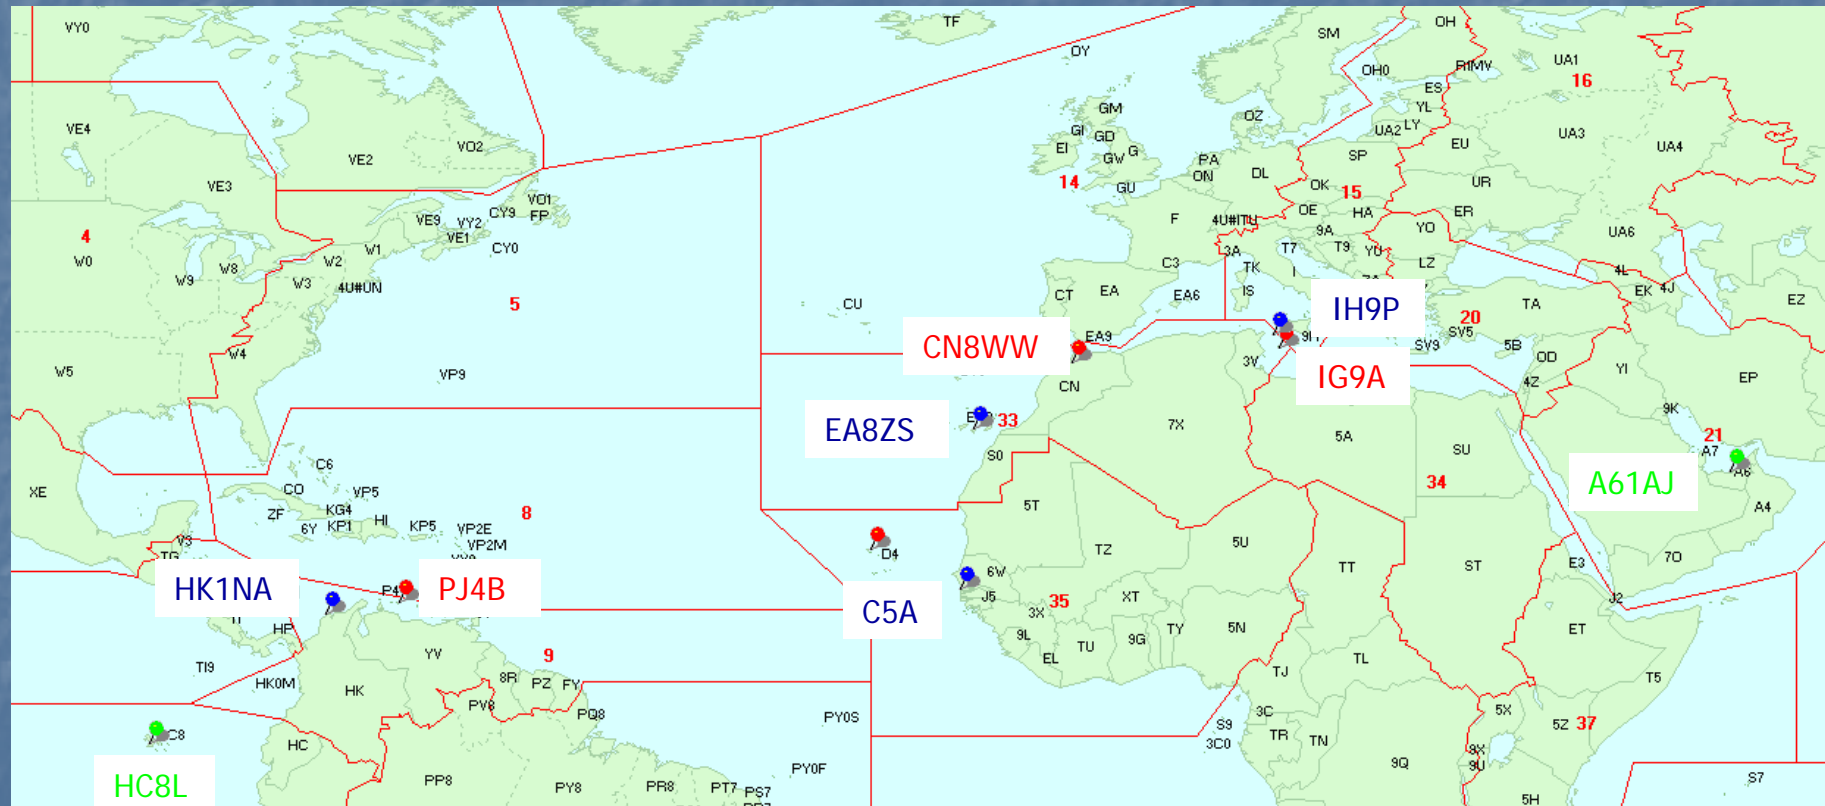 VY0
TF
SM
OH
OY
UA1
R1MV
16
OH0
ES
GM
YL
VE4
OZ
LY
UA2
GI
GD
UA3
VE2
VO2
EI
GW
G
EU
UA4
SP
PA
ON
DL
14
GU
OK
15
UR
VE3
VO1
CY9
FP
OE
HA
ER
VE9
VY2
F
4U#ITU
4
VE1
CY0
9A
YO
UA6
W0
W1
W2
3A
T7
T9
YU
W9
W8
C3
TK
I
LZ
4L
W3
4U#UN
CT
EA
EA6
IS
EK
4J
EZ
5
CU
IH9P
20
TA
CN8WW
EA9
9H
SV5
W4
3V
SV9
5B
OD
W5
VP9
CN
IG9A
4Z
YI
EP
9K
EA8ZS
33
7X
5A
SU
21
A7
C6
S0
A6
XE
CO
VP5
34
A61AJ
ZF
KG4
8
5T
A4
6Y
KP1
HI
KP5
VP2E
V3
VP2M
D4
TZ
5U
7O
TG
6W
TT
ST
E3
HK1NA
P4
PJ4B
C5A
J5
35
XT
J2
3X
HP
9L
TU
9G
TY
5N
ET
YV
9
EL
TL
TI9
HK0M
HK
8R
PZ
FY
TJ
T5
PV8
PQ8
PY0S
S9
3C
5X
5Z
37
C8
HC
3C0
TR
TN
9X
9U
HC8L
PP8
PY8
PR8
PT7
PS7
PY0F
9Q
S7
5H